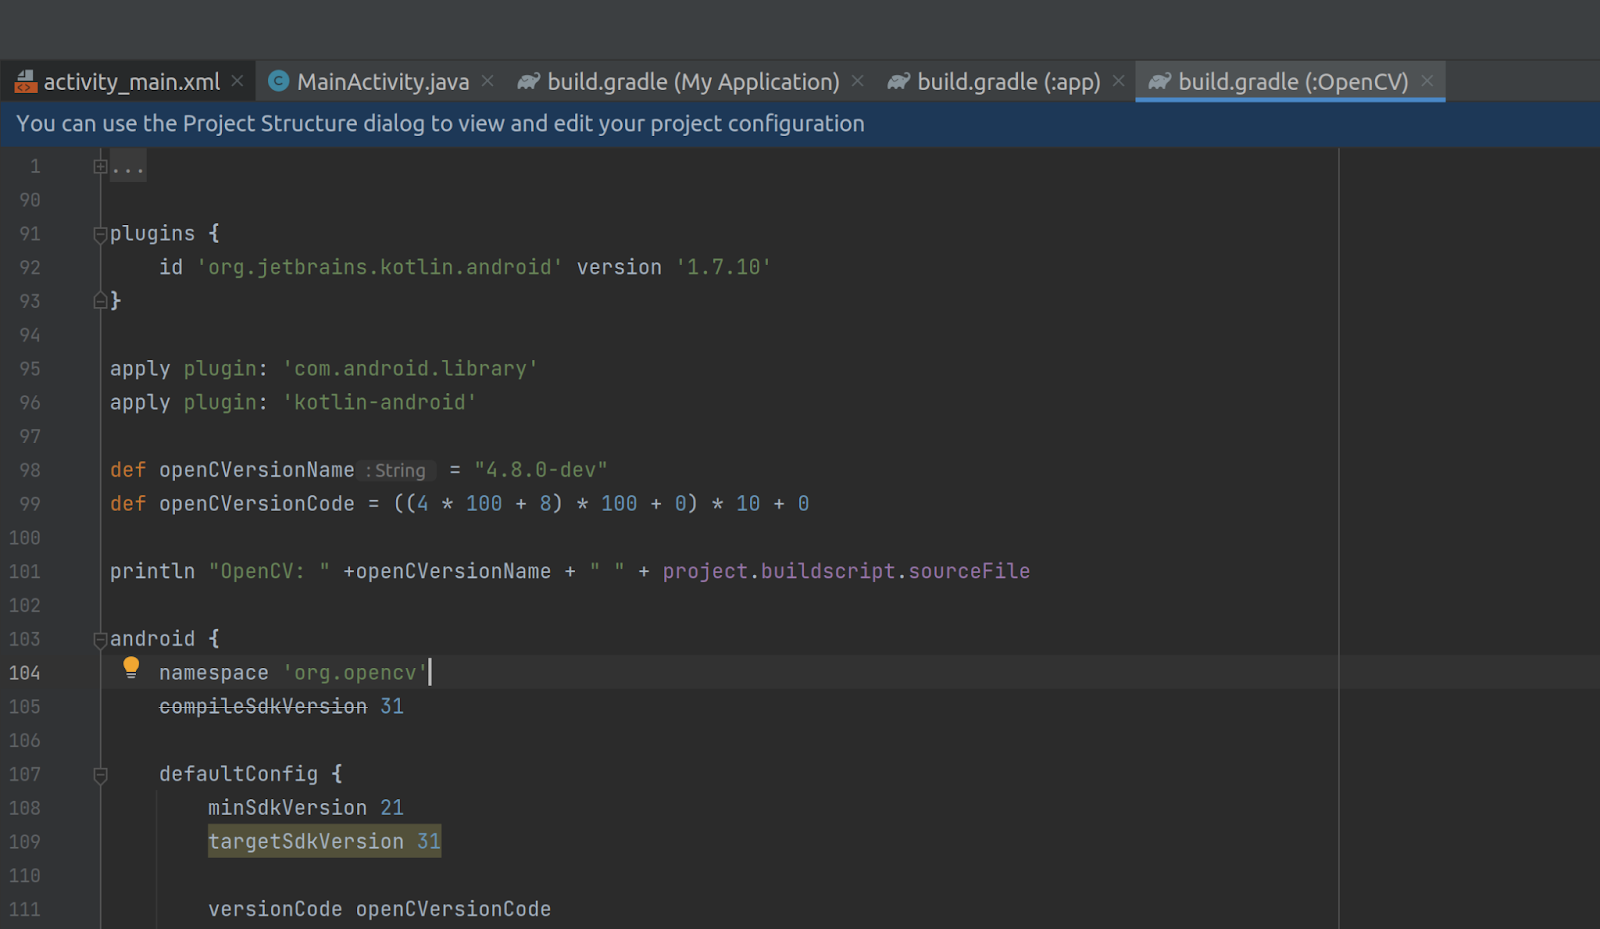 activity_main.xml MainActivity.java build.gradle (My Application) build.gradle (:app) build.gradle (:OpenCV)
You can use the Project Structure dialog to view and edit your project configuration
1 ...
90
91 plugins {
92 id 'org.jetbrains.kotlin.android' version '1.7.10'
93 }
94
95 apply plugin: 'com.android.library'
96 apply plugin: 'kotlin-android'
97
98 def openCVersionName : String = "4.8.0-dev"
99 def openCVersionCode = ((4 * 100 + 8) * 100 + 0) * 10 + 0
100
101 println "OpenCV: " +openCVersionName + " " + project.buildscript.sourceFile
102
103 android {
104 namespace 'org.opencv'
105 compileSdkVersion 31
106
107 defaultConfig {
108 minSdkVersion 21
109 targetSdkVersion 31
110
111 versionCode openCVersionCode